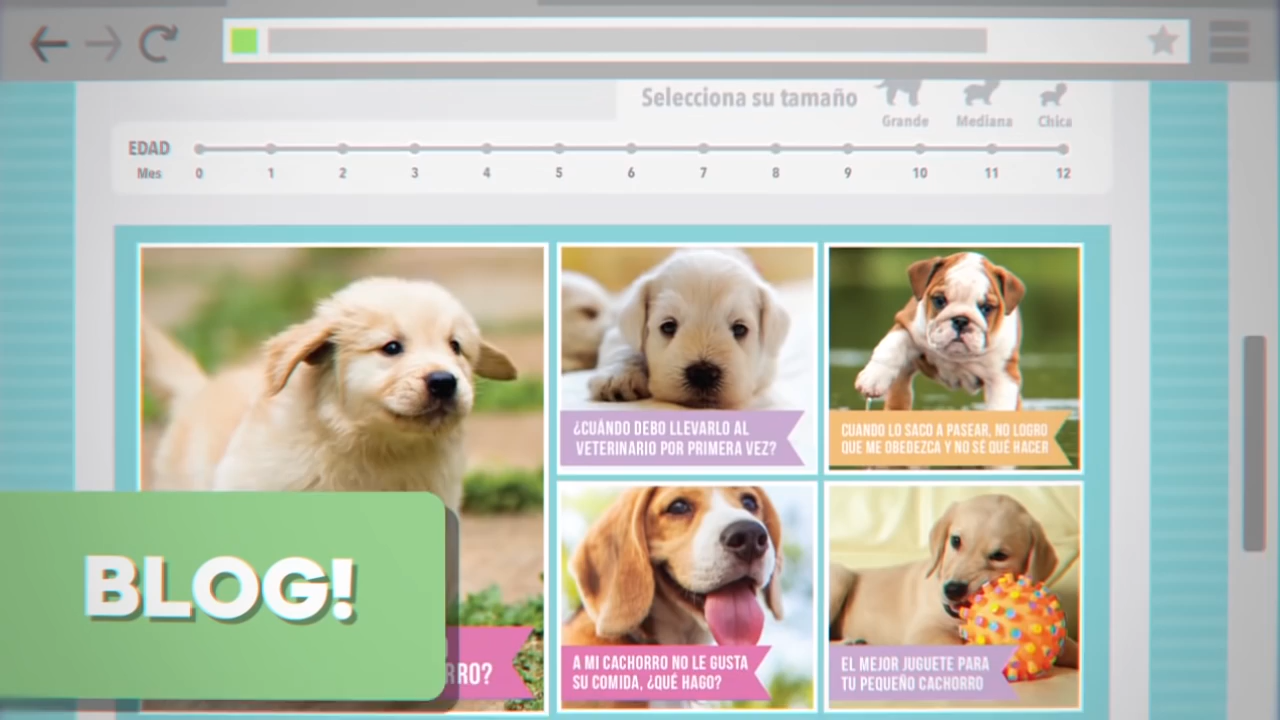 Selecciona su tamaño
Grande Mediana Chica
EDAD
Mes 0 1 2 3 4 5 6 7 8 9 10 11 12
¿CUÁNDO DEBO LLEVARLO AL
VETERINARIO POR PRIMERA VEZ?
CUANDO LO SACO A PASEAR, NO LOGRO
QUE ME OBEDEZCA Y NO SÉ QUÉ HACER
BLOG!
RRO?
A MI CACHORRO NO LE GUSTA
SU COMIDA, ¿QUÉ HAGO?
EL MEJOR JUGUETE PARA
TU PEQUEÑO CACHORRO